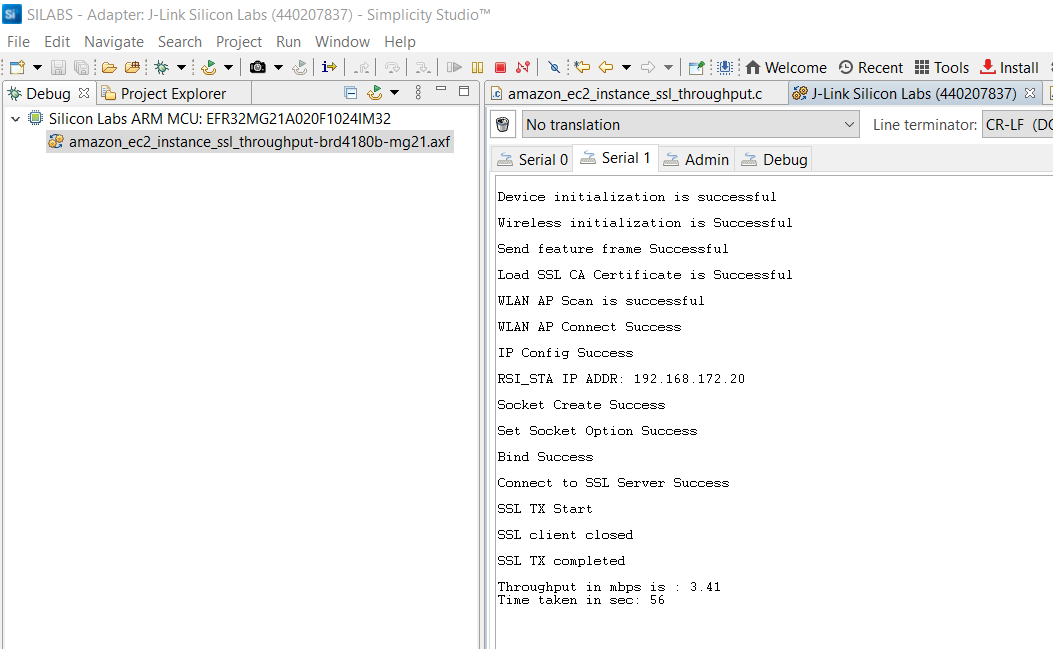 SILABS - Adapter: J-Link Silicon Labs (440207837) - Simplicity Studio™
File Edit Navigate Search Project Run Window Help
Welcome Recent Tools Install
Debug Project Explorer
Silicon Labs ARM MCU: EFR32MG21A020F1024IM32
amazon_ec2_instance_ssl_throughput-brd4180b-mg21.axf
amazon_ec2_instance_ssl_throughput.c J-Link Silicon Labs (440207837)
No translation Line terminator: CR-LF (DO
Serial 0 Serial 1 Admin Debug
Device initialization is successful
Wireless initialization is Successful
Send feature frame Successful
Load SSL CA Certificate is Successful
WLAN AP Scan is successful
WLAN AP Connect Success
IP Config Success
RSI_STA IP ADDR: 192.168.172.20
Socket Create Success
Set Socket Option Success
Bind Success
Connect to SSL Server Success
SSL TX Start
SSL client closed
SSL TX completed
Throughput in mbps is : 3.41
Time taken in sec: 56